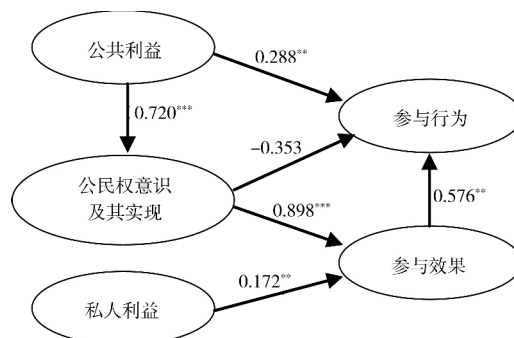 公共利益
0.288**
0.720***
参与行为
-0.353
公民权意识
及其实现
0.898***
0.576**
参与效果
0.172**
私人利益